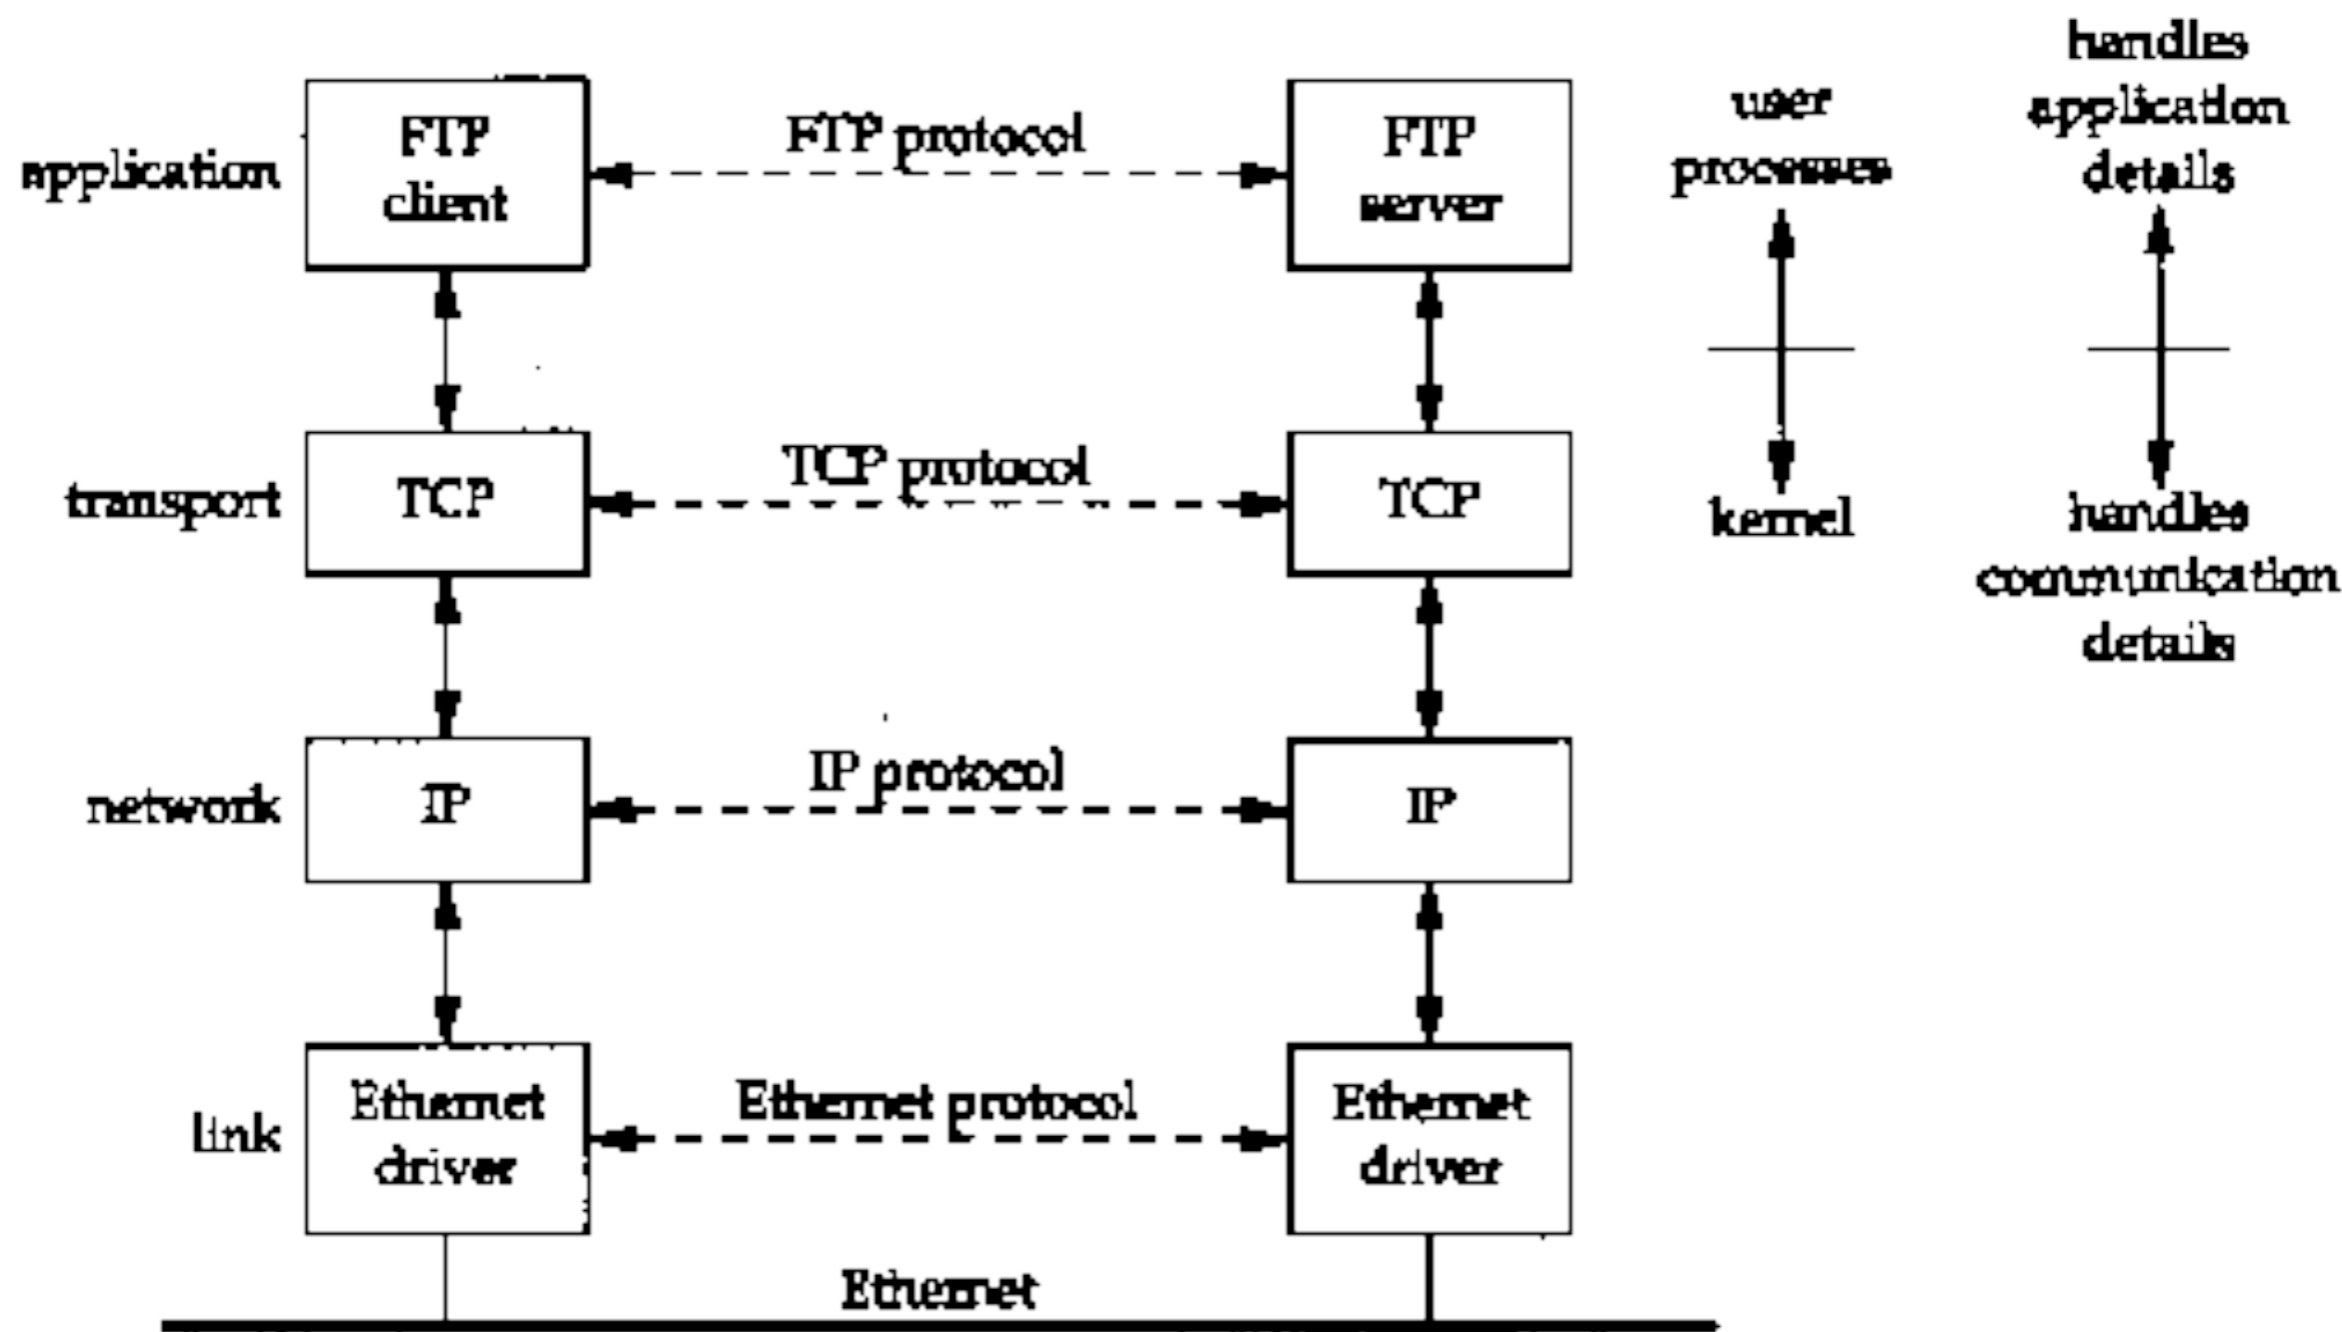 application
FTP
client
FTP protocol
FTP
server
user
processes
handles
application
details
transport
TCP
TCP protocol
TCP
kernel
handles
communication
details
network
IP
IP protocol
IP
link
Ethernet
driver
Ethernet protocol
Ethernet
driver
Ethernet